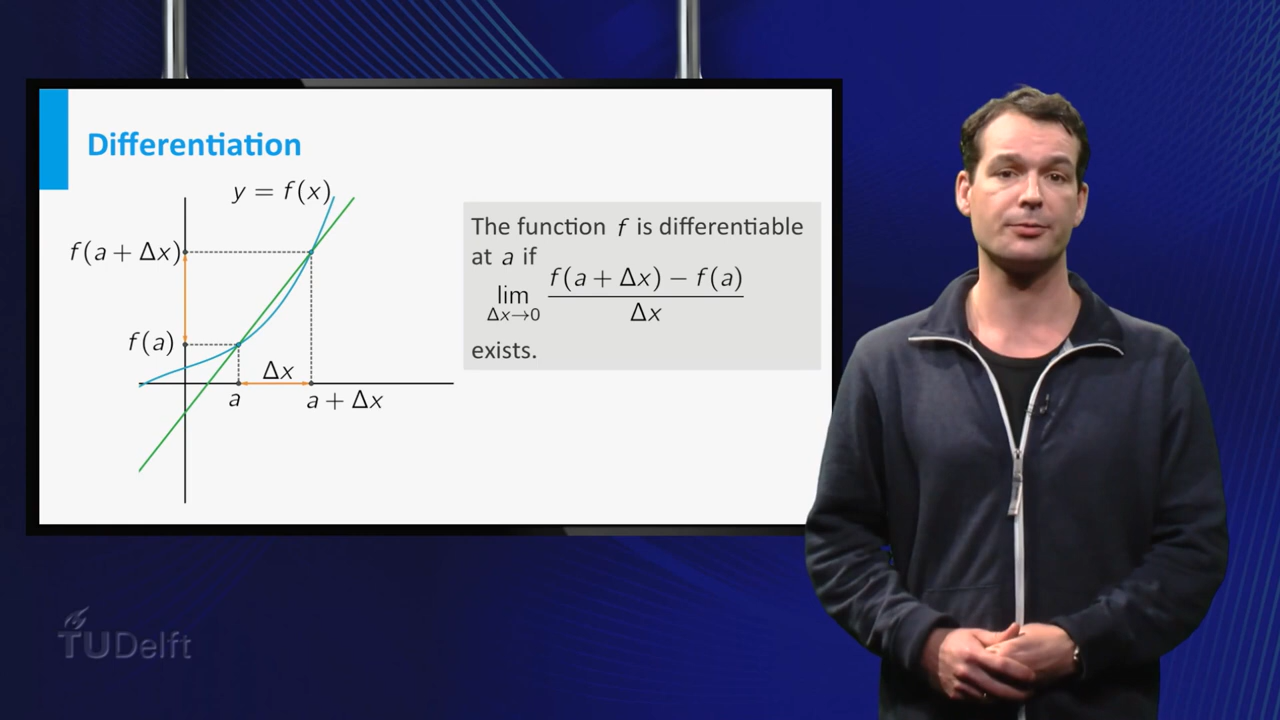 Differentiation
y = f(x)
f(a + Δx)
f(a)
Δx
a
a + Δx
The function f is differentiable
at a if
lim Δx→0 f(a + Δx) − f(a) / Δx
exists.
TUDelft